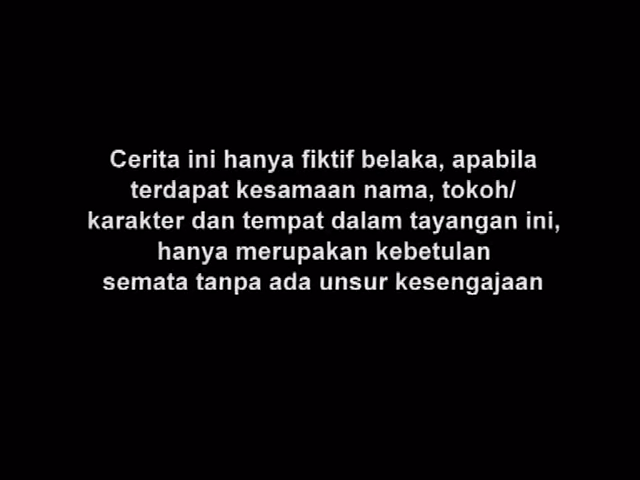 Cerita ini hanya fiktif belaka, apabila
terdapat kesamaan nama, tokoh/
karakter dan tempat dalam tayangan ini,
hanya merupakan kebetulan
semata tanpa ada unsur kesengajaan